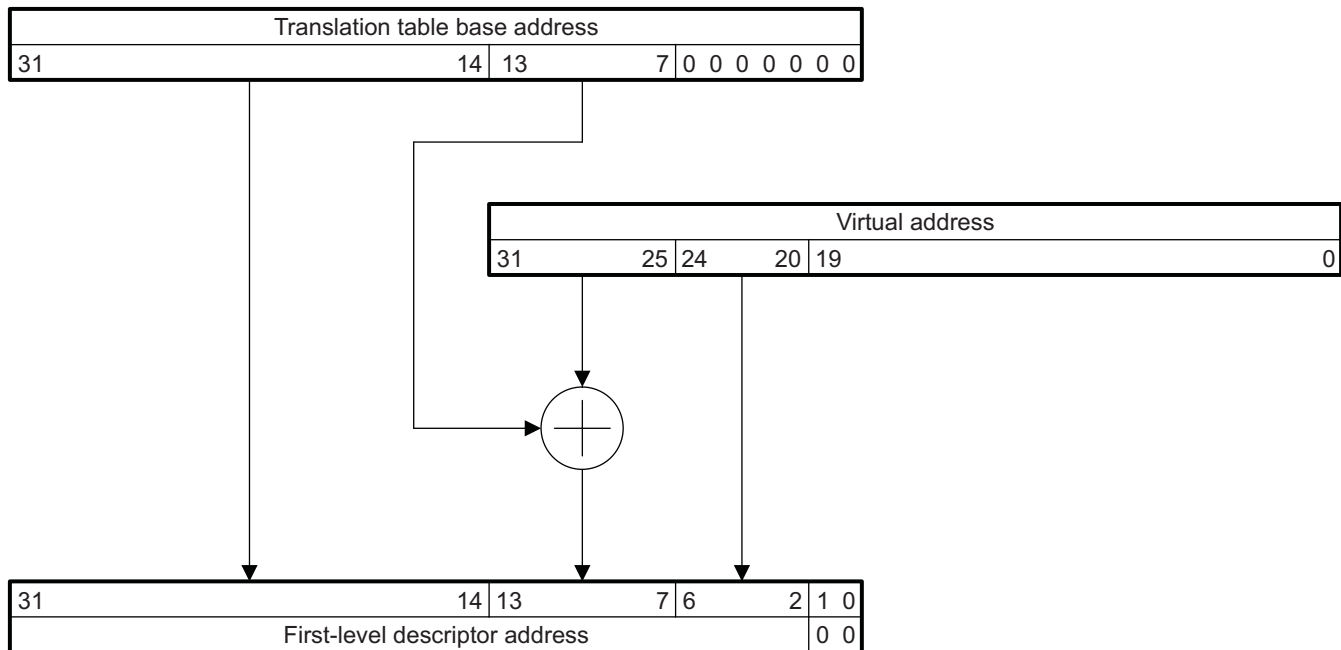 Translation table base address
31 14 13 7 0 0 0 0 0 0 0
Virtual address
31 25 24 20 19 0
31 14 13 7 6 2 1 0
First-level descriptor address 0 0